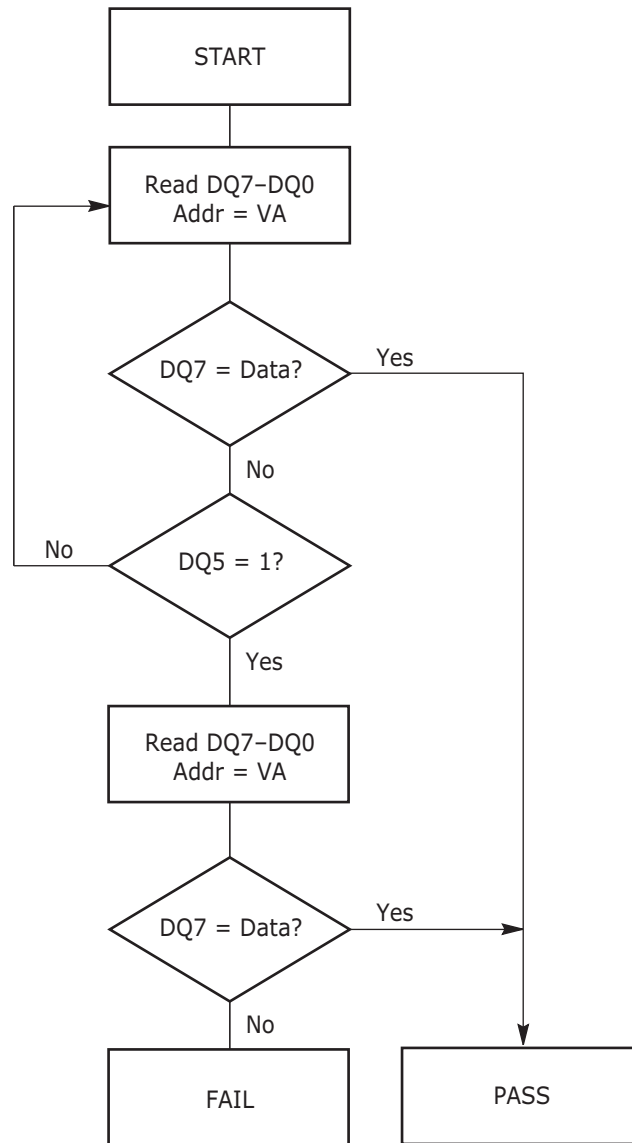 START
Read DQ7–DQ0
Addr = VA
DQ7 = Data?
Yes
No
No
DQ5 = 1?
Yes
Read DQ7–DQ0
Addr = VA
DQ7 = Data?
Yes
No
FAIL
PASS